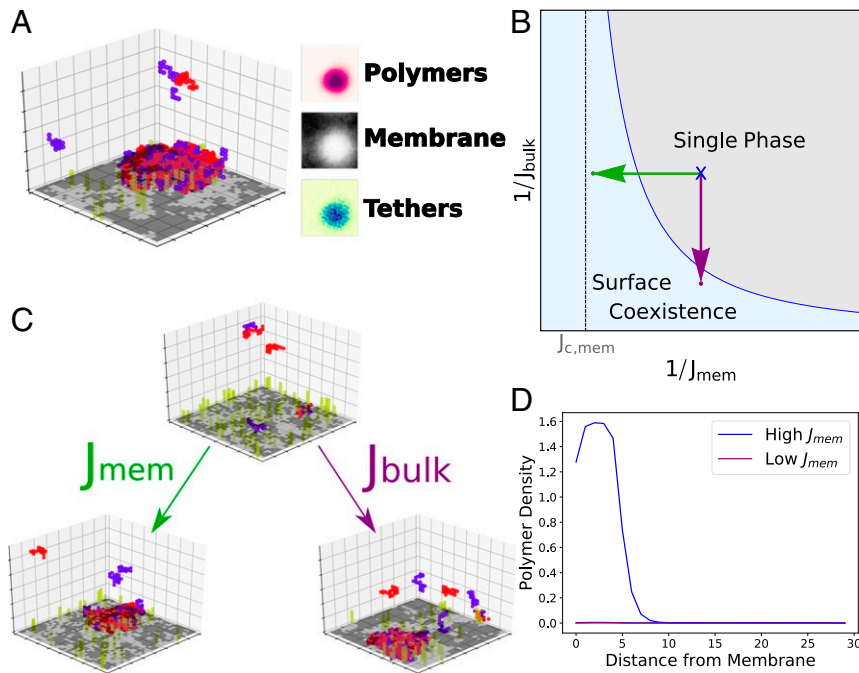 A
Polymers
Membrane
Tethers
B
1/J_bulk
Single Phase
Surface
Coexistence
J_c,mem
1/J_mem
C
J_mem
J_bulk
D
Polymer Density
1.6
1.4
1.2
1.0
0.8
0.6
0.4
0.2
0.0
High J_mem
Low J_mem
0 5 10 15 20 25 30
Distance from Membrane